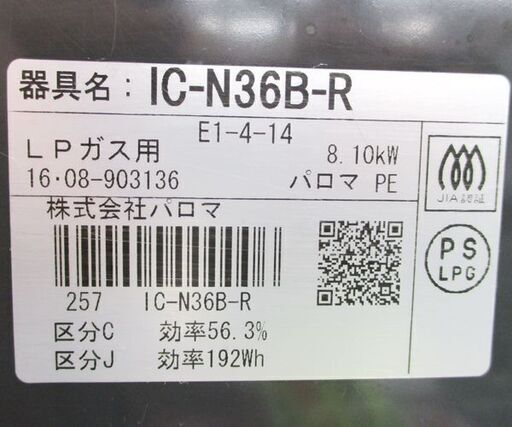 器具名：IC-N36B-R
E1-4-14
ＬＰガス用 8.10kW
16·08-903136 パロマ PE
株式会社パロマ
JIA認証
PS
LPG
257 IC-N36B-R
区分C 効率56.3%
区分J 効率192Wh